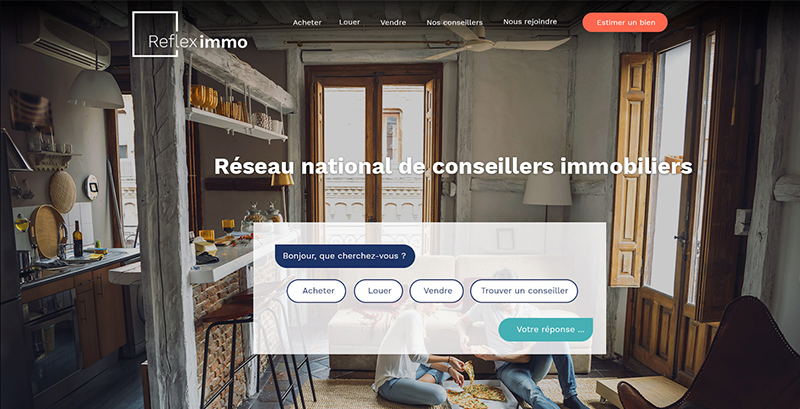 Reflex immo
Acheter Louer Vendre Nos conseillers Nous rejoindre Estimer un bien
Réseau national de conseillers immobiliers
Bonjour, que cherchez-vous ?
Acheter Louer Vendre Trouver un conseiller
Votre réponse ...